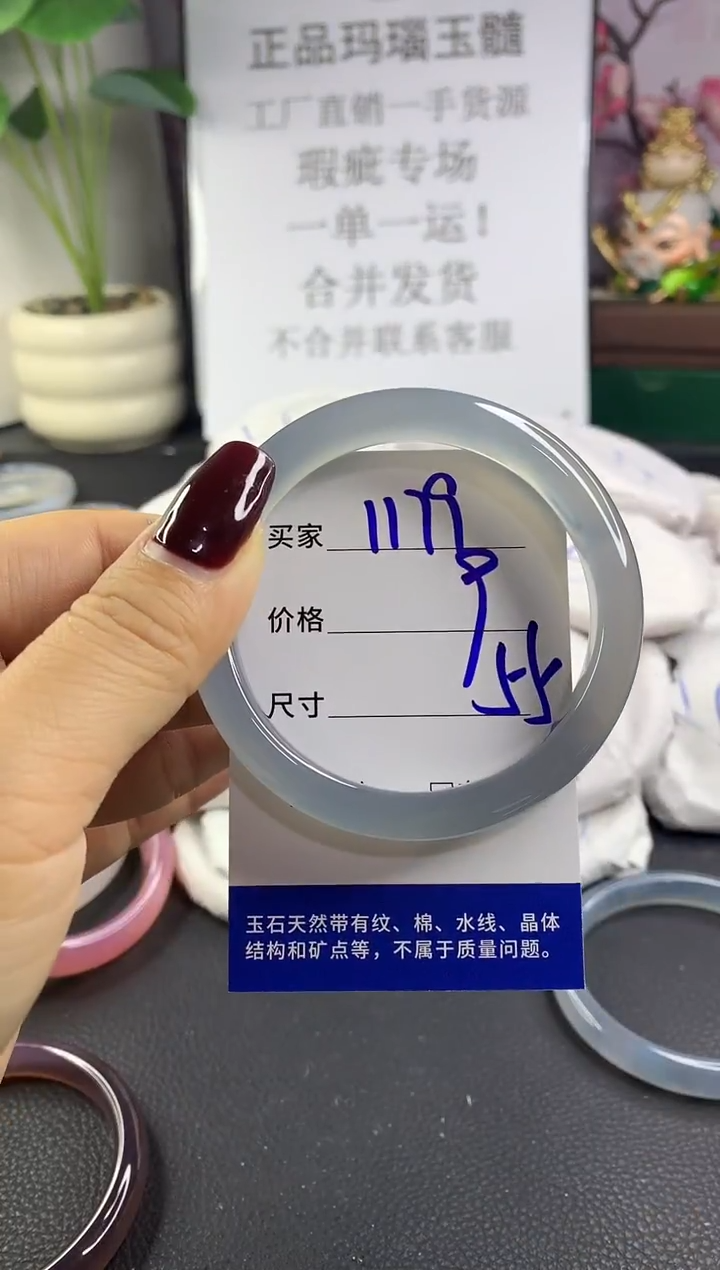 正品玛瑙玉髓
工厂直销一手货源
瑕疵专场
一单一运！
合并发货
不合并联系客服
买家
价格
尺寸
玉石天然带有纹、棉、水线、晶体
结构和矿点等，不属于质量问题。